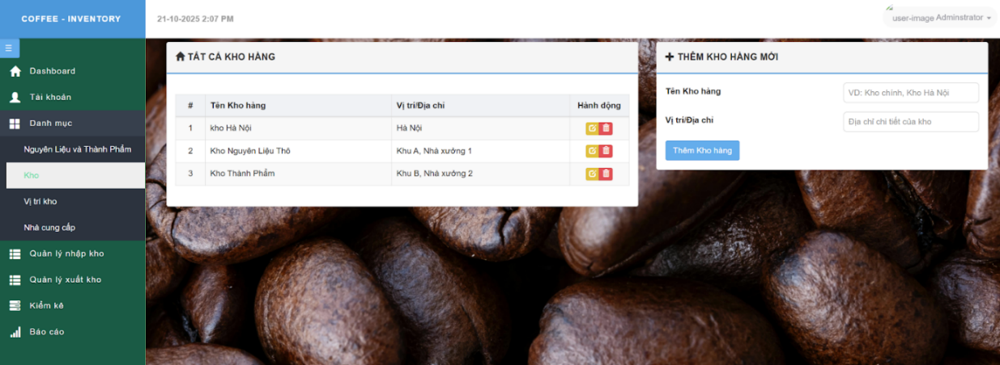 COFFEE - INVENTORY
21-10-2025 2:07 PM
user-image Adminstrator
Dashboard
Tài khoản
Danh mục
Nguyên Liệu và Thành Phẩm
Kho
Vị trí kho
Nhà cung cấp
Quản lý nhập kho
Quản lý xuất kho
Kiểm kê
Báo cáo
TẤT CẢ KHO HÀNG
# Tên Kho hàng Vị trí/Địa chỉ Hành động
1 kho Hà Nội Hà Nội
2 Kho Nguyên Liệu Thô Khu A, Nhà xưởng 1
3 Kho Thành Phẩm Khu B, Nhà xưởng 2
THÊM KHO HÀNG MỚI
Tên Kho hàng VD: Kho chính, Kho Hà Nội
Vị trí/Địa chỉ Địa chỉ chi tiết của kho
Thêm Kho hàng